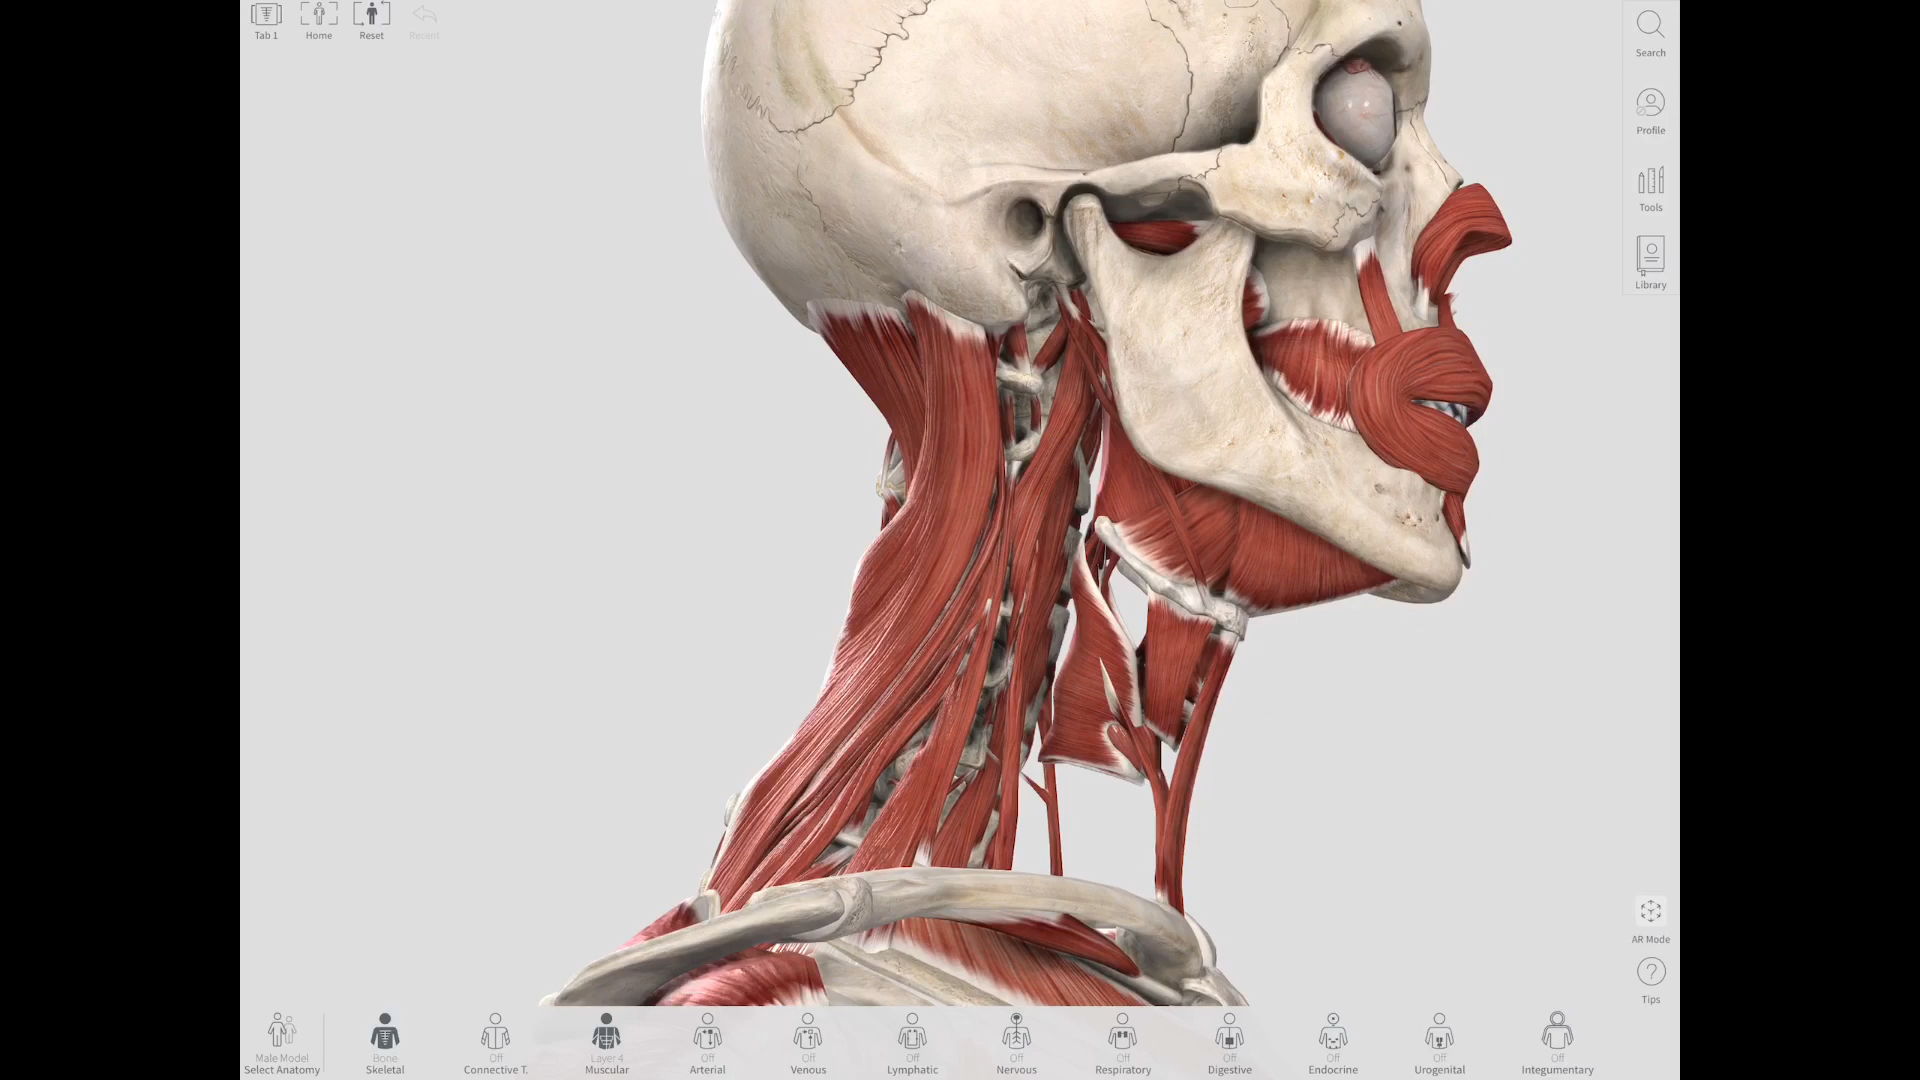 Tab 1
Home
Reset
Recent
Search
Profile
Tools
Library
AR Mode
Tips
Male Model
Select Anatomy
Bone
Skeletal
Off
Connective T.
Layer 4
Muscular
Off
Arterial
Off
Venous
Off
Lymphatic
Off
Nervous
Off
Respiratory
Off
Digestive
Off
Endocrine
Off
Urogenital
Off
Integumentary